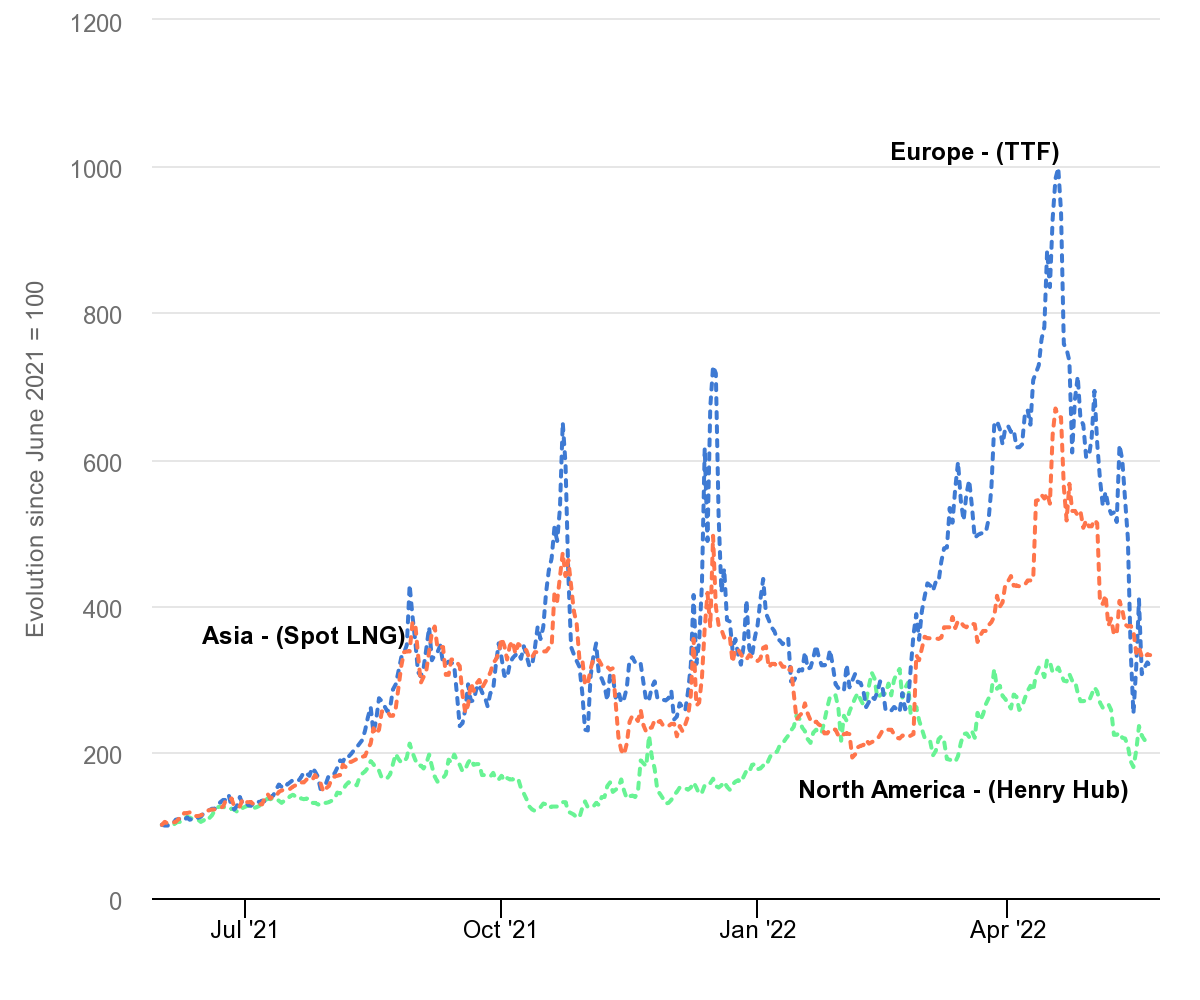 1200
1000
800
600
400
200
0
Evolution since June 2021 = 100
Europe - (TTF)
Asia - (Spot LNG)
North America - (Henry Hub)
Jul '21
Oct '21
Jan '22
Apr '22